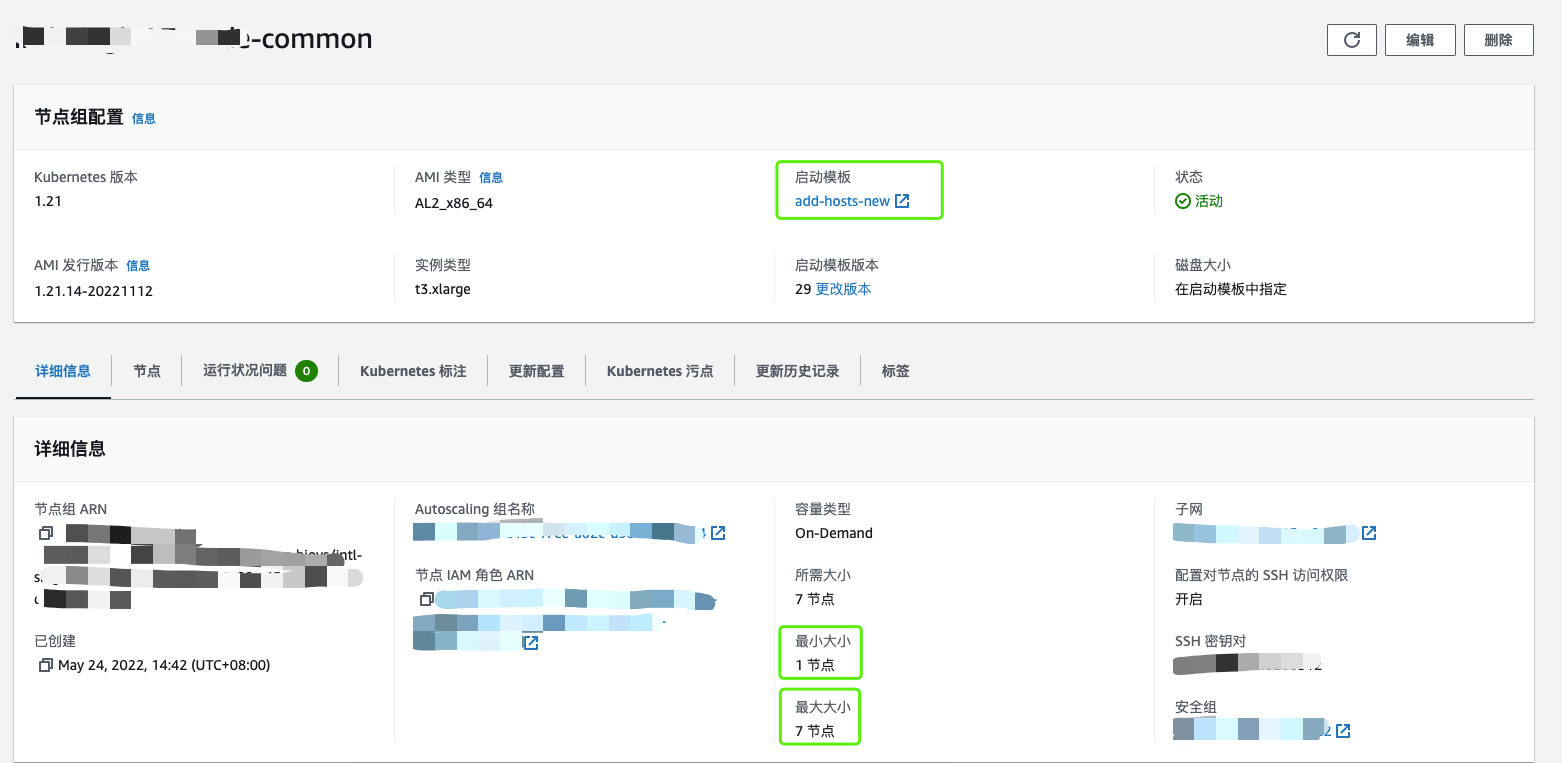 -common
编辑
删除
节点组配置 信息
Kubernetes 版本
1.21
AMI 类型 信息
AL2_x86_64
启动模板
add-hosts-new
状态
活动
AMI 发行版本 信息
1.21.14-20221112
实例类型
t3.xlarge
启动模板版本
29 更改版本
磁盘大小
在启动模板中指定
详细信息
节点
运行状况问题 0
Kubernetes 标注
更新配置
Kubernetes 污点
更新历史记录
标签
详细信息
节点组 ARN
已创建
May 24, 2022, 14:42 (UTC+08:00)
Autoscaling 组名称
节点 IAM 角色 ARN
容量类型
On-Demand
所需大小
7 节点
最小大小
1 节点
最大大小
7 节点
子网
配置对节点的 SSH 访问权限
开启
SSH 密钥对
安全组